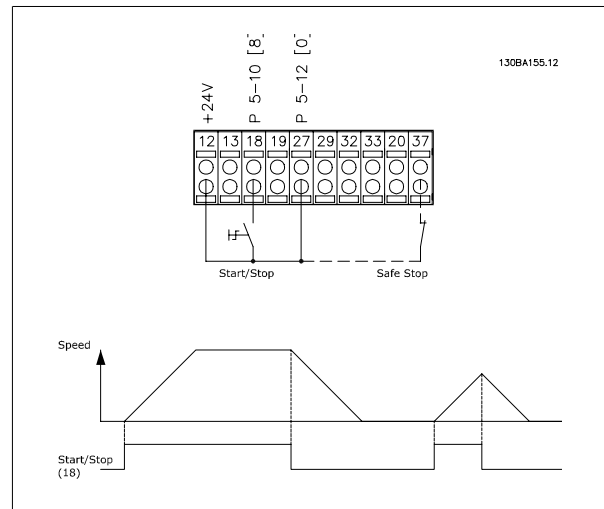 130BA155.12
+24V
P 5-10 [8]
P 5-12 [0]
12 13 18 19 27 29 32 33 20 37
Start/Stop
Safe Stop
Speed
Start/Stop
(18)